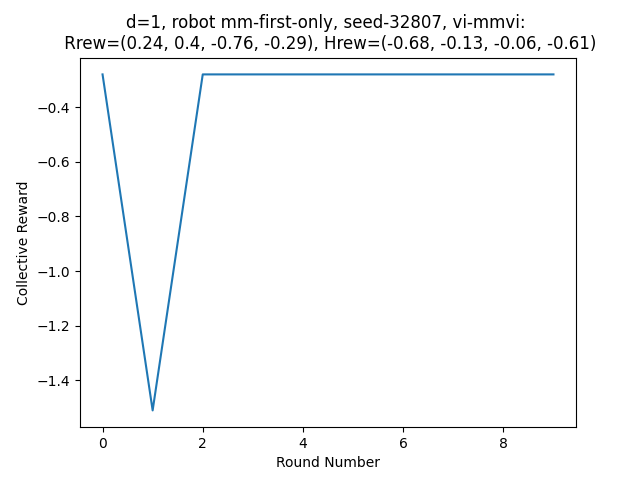 d=1, robot mm-first-only, seed-32807, vi-mmvi:
Rrew=(0.24, 0.4, -0.76, -0.29), Hrew=(-0.68, -0.13, -0.06, -0.61)
−0.4
−0.6
−0.8
−1.0
−1.2
−1.4
Collective Reward
0 2 4 6 8
Round Number